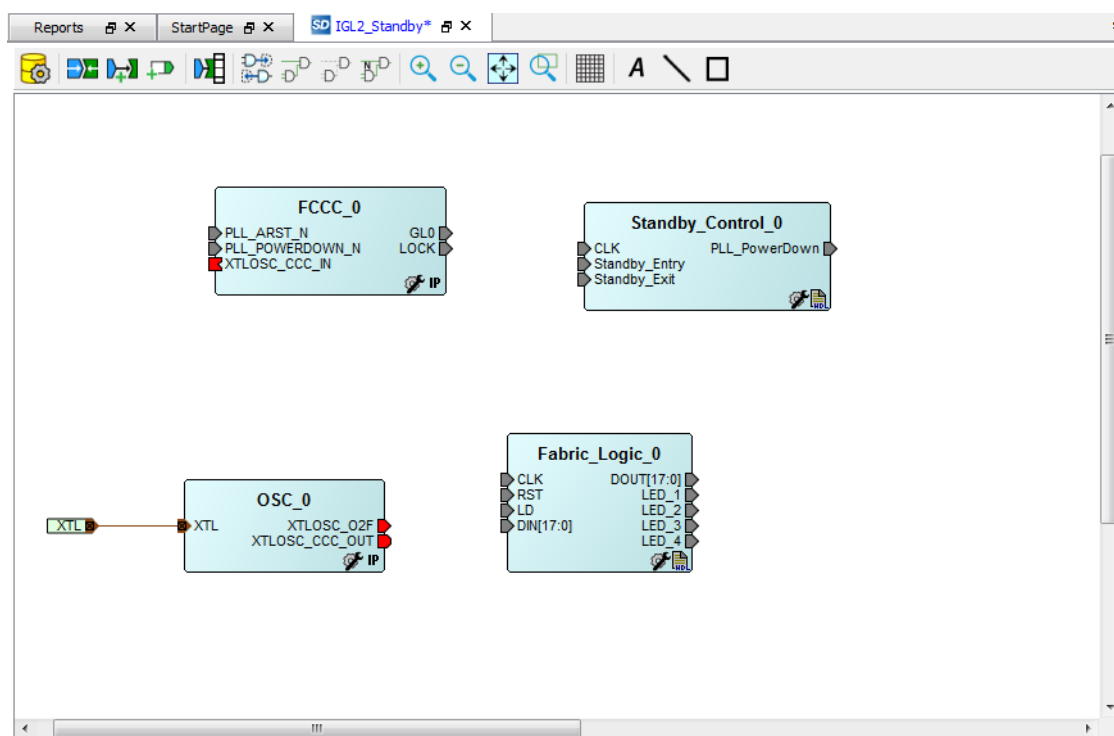 Reports
StartPage
SD IGL2_Standby*
A
FCCC_0
PLL_ARST_N GL0
PLL_POWERDOWN_N LOCK
XTLOSC_CCC_IN
IP
Standby_Control_0
CLK PLL_PowerDown
Standby_Entry
Standby_Exit
HDL
Fabric_Logic_0
CLK DOUT[17:0]
RST LED_1
LD LED_2
DIN[17:0] LED_3
LED_4
HDL
OSC_0
XTL XTL XTLOSC_O2F
XTLOSC_CCC_OUT
IP